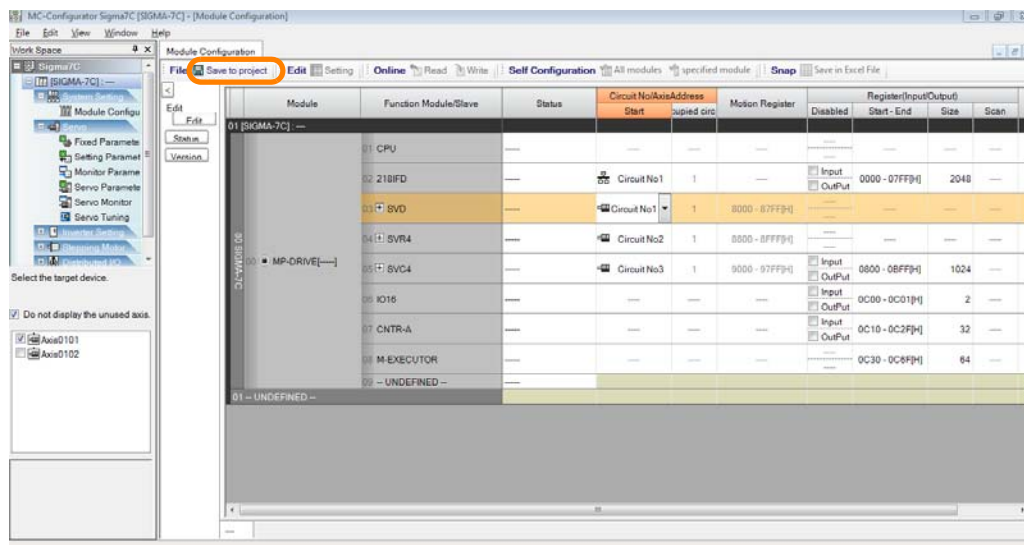 MC-Configurator Sigma7C [SIGMA-7C] - [Module Configuration]
File Edit View Window Help
Work Space
Module Configuration
File Save to project Edit Setting Online Read Write Self Configuration All modules specified module Snap Save in Excel File
Sigma7C
[SIGMA-7C] : ---
System Setting
Module Configu
Servo
Fixed Paramete
Setting Paramet
Monitor Parame
Servo Paramete
Servo Monitor
Servo Tuning
Inverter Setting
Stepping Motor
Distributed I/O
Select the target device.
Do not display the unused axis.
Axis0101
Axis0102
<
Edit
Edit
Status
Version
Module Function Module/Slave Status Circuit No/AxisAddress Motion Register Register(Input/Output)
Start cupied circ Disabled Start - End Size Scan
01 [SIGMA-7C] : ---
00 SIGMA-7C
00 MP-DRIVE[----]
01 CPU ---- ---- ---- ---- ---- ---- ---- ----
02 218IFD ---- Circuit No1 1 ---- Input OutPut 0000 - 07FF[H] 2048 ----
03 + SVD ---- Circuit No1 1 8000 - 87FF[H] ---- ---- ---- ----
04 + SVR4 ---- Circuit No2 1 8800 - 8FFF[H] ---- ---- ---- ----
05 + SVC4 ---- Circuit No3 1 9000 - 97FF[H] Input OutPut 0800 - 0BFF[H] 1024 ----
06 IO16 ---- ---- ---- ---- Input OutPut 0C00 - 0C01[H] 2 ----
07 CNTR-A ---- ---- ---- ---- Input OutPut 0C10 - 0C2F[H] 32 ----
08 M-EXECUTOR ---- ---- ---- ---- ---- 0C30 - 0C6F[H] 64 ----
09 -- UNDEFINED -- ----
01 -- UNDEFINED --
---